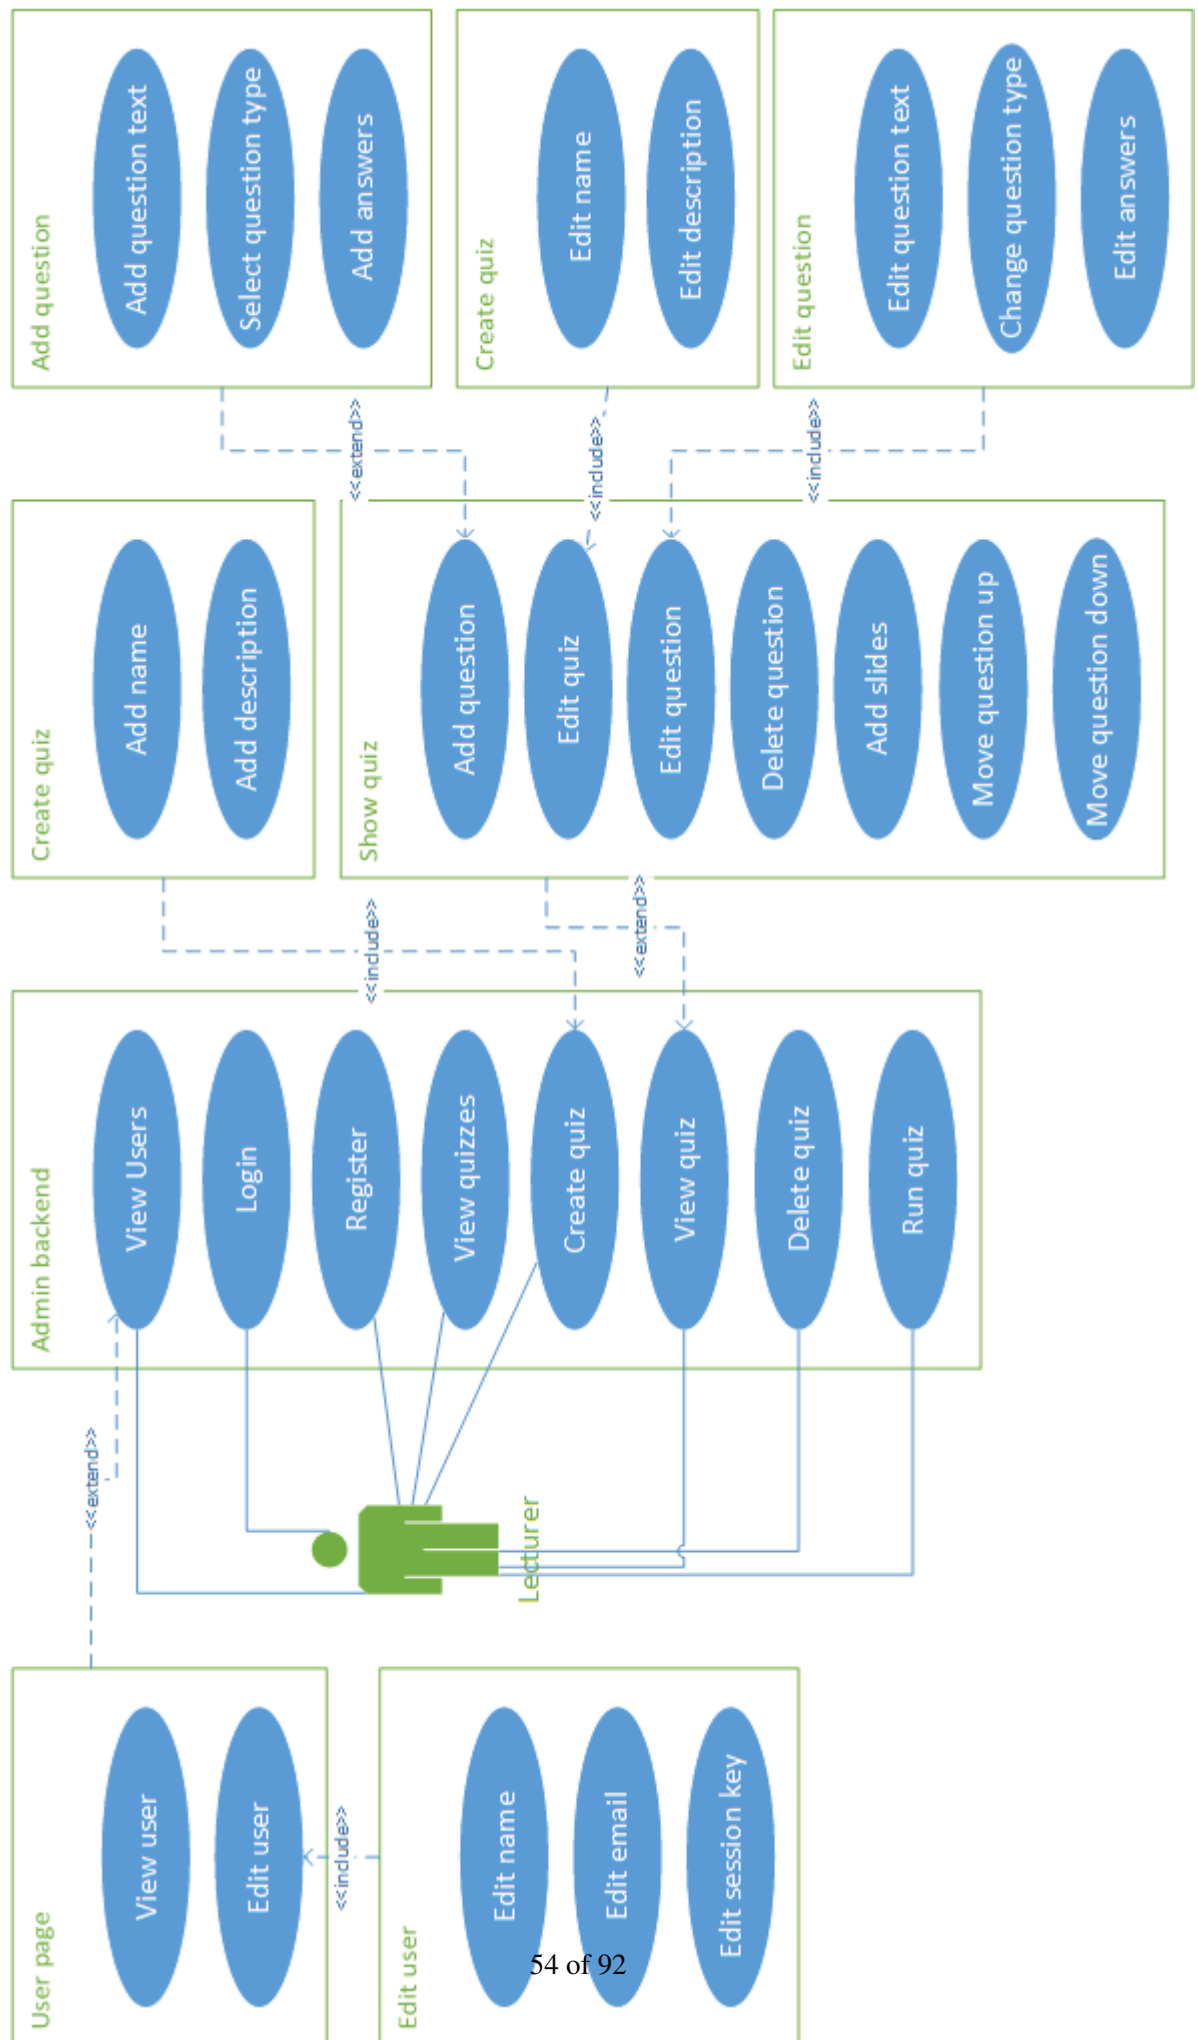 User page
View user
Edit user
<<include>>
Edit user
Edit name
Edit email
Edit session key
<<extend>>
Lecturer
Admin backend
View Users
Login
Register
View quizzes
Create quiz
View quiz
Delete quiz
Run quiz
<<include>>
<<extend>>
Create quiz
Add name
Add description
Show quiz
Add question
Edit quiz
Edit question
Delete question
Add slides
Move question up
Move question down
<<extend>>
<<include>>
<<include>>
Add question
Add question text
Select question type
Add answers
Create quiz
Edit name
Edit description
Edit question
Edit question text
Change question type
Edit answers
54 of 92